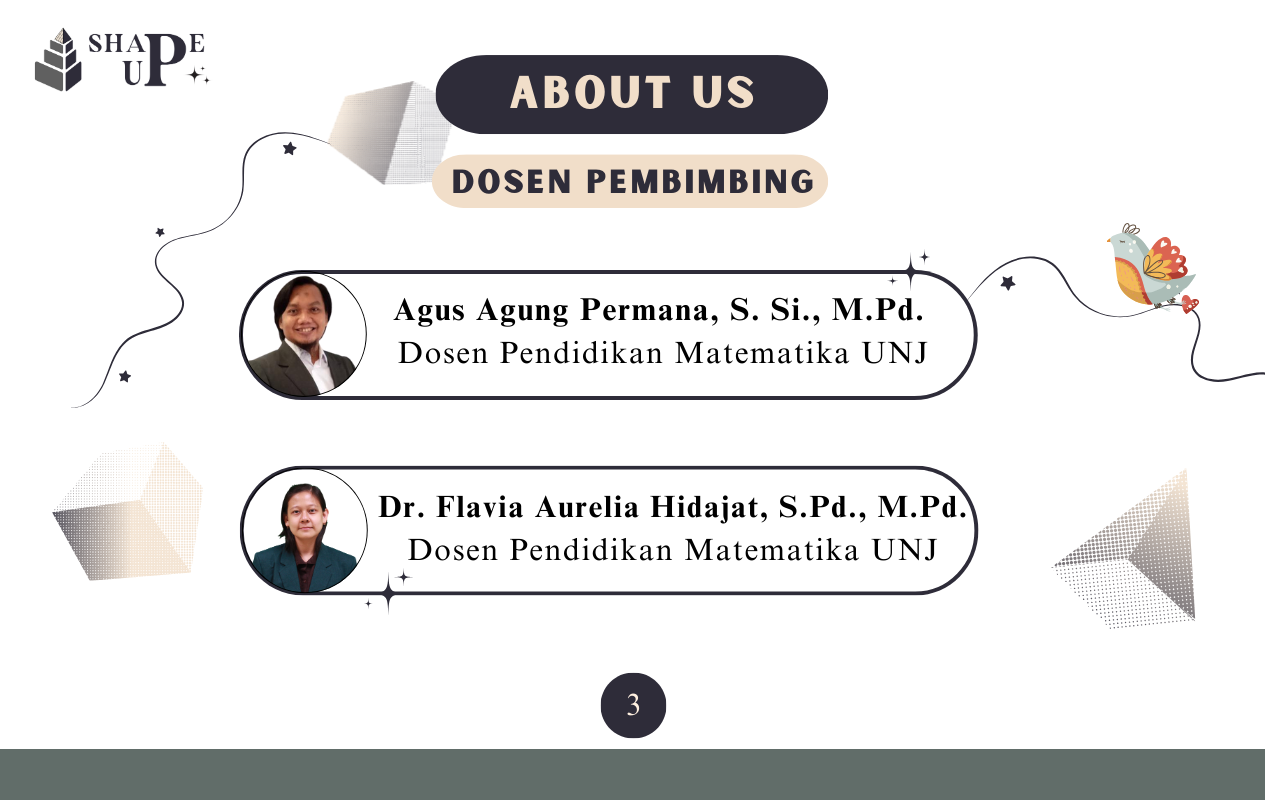 SHAPE
UP
ABOUT US
DOSEN PEMBIMBING
Agus Agung Permana, S. Si., M.Pd.
Dosen Pendidikan Matematika UNJ
Dr. Flavia Aurelia Hidajat, S.Pd., M.Pd.
Dosen Pendidikan Matematika UNJ
3